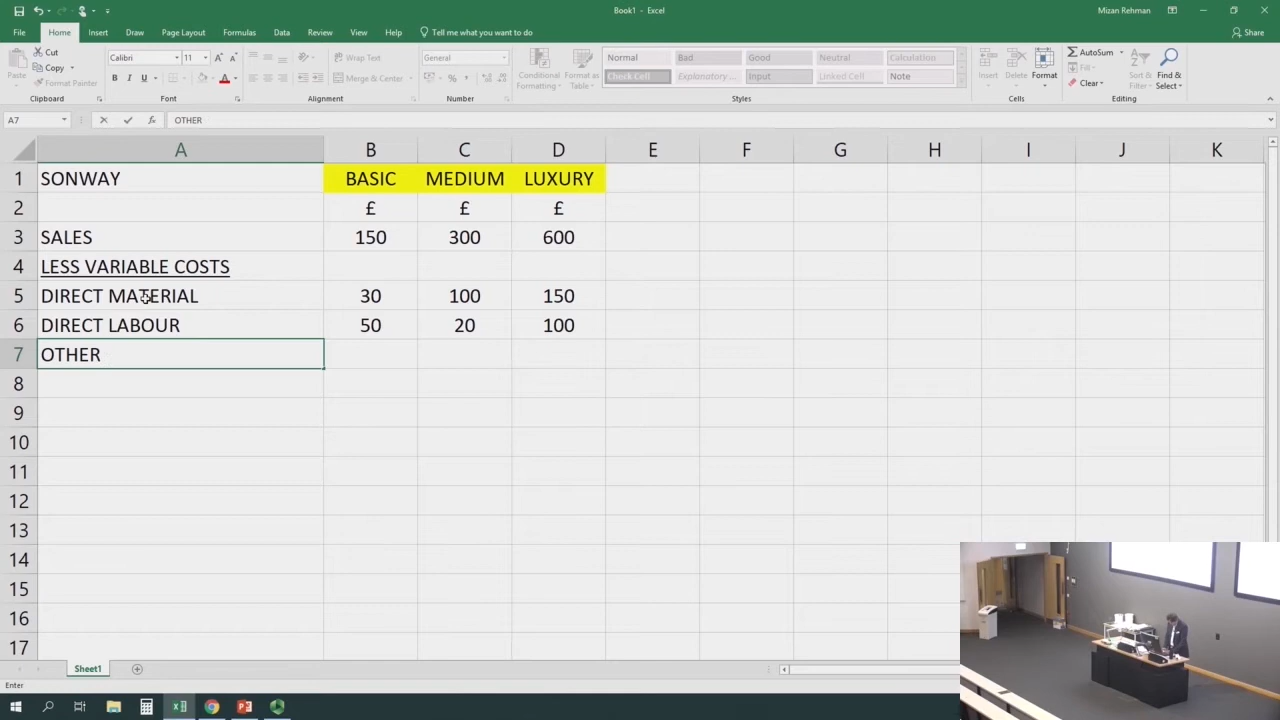 Book1 - Excel
Mizan Rehman
File Home Insert Draw Page Layout Formulas Data Review View Help Tell me what you want to do Share
Cut
Copy
Format Painter
Paste
Clipboard
Calibri 11
B I U
Font
Wrap Text
Merge & Center
Alignment
General
Number
Conditional Formatting
Format as Table
Normal Bad Good Neutral Calculation
Check Cell Explanatory ... Input Linked Cell Note
Styles
Insert Delete Format
Cells
AutoSum
Fill
Clear
Sort & Filter
Find & Select
Editing
A7 fx OTHER
A B C D E F G H I J K
1 SONWAY BASIC MEDIUM LUXURY
2 £ £ £
3 SALES 150 300 600
4 LESS VARIABLE COSTS
5 DIRECT MATERIAL 30 100 150
6 DIRECT LABOUR 50 20 100
7 OTHER
8
9
10
11
12
13
14
15
16
17
Sheet1
Enter